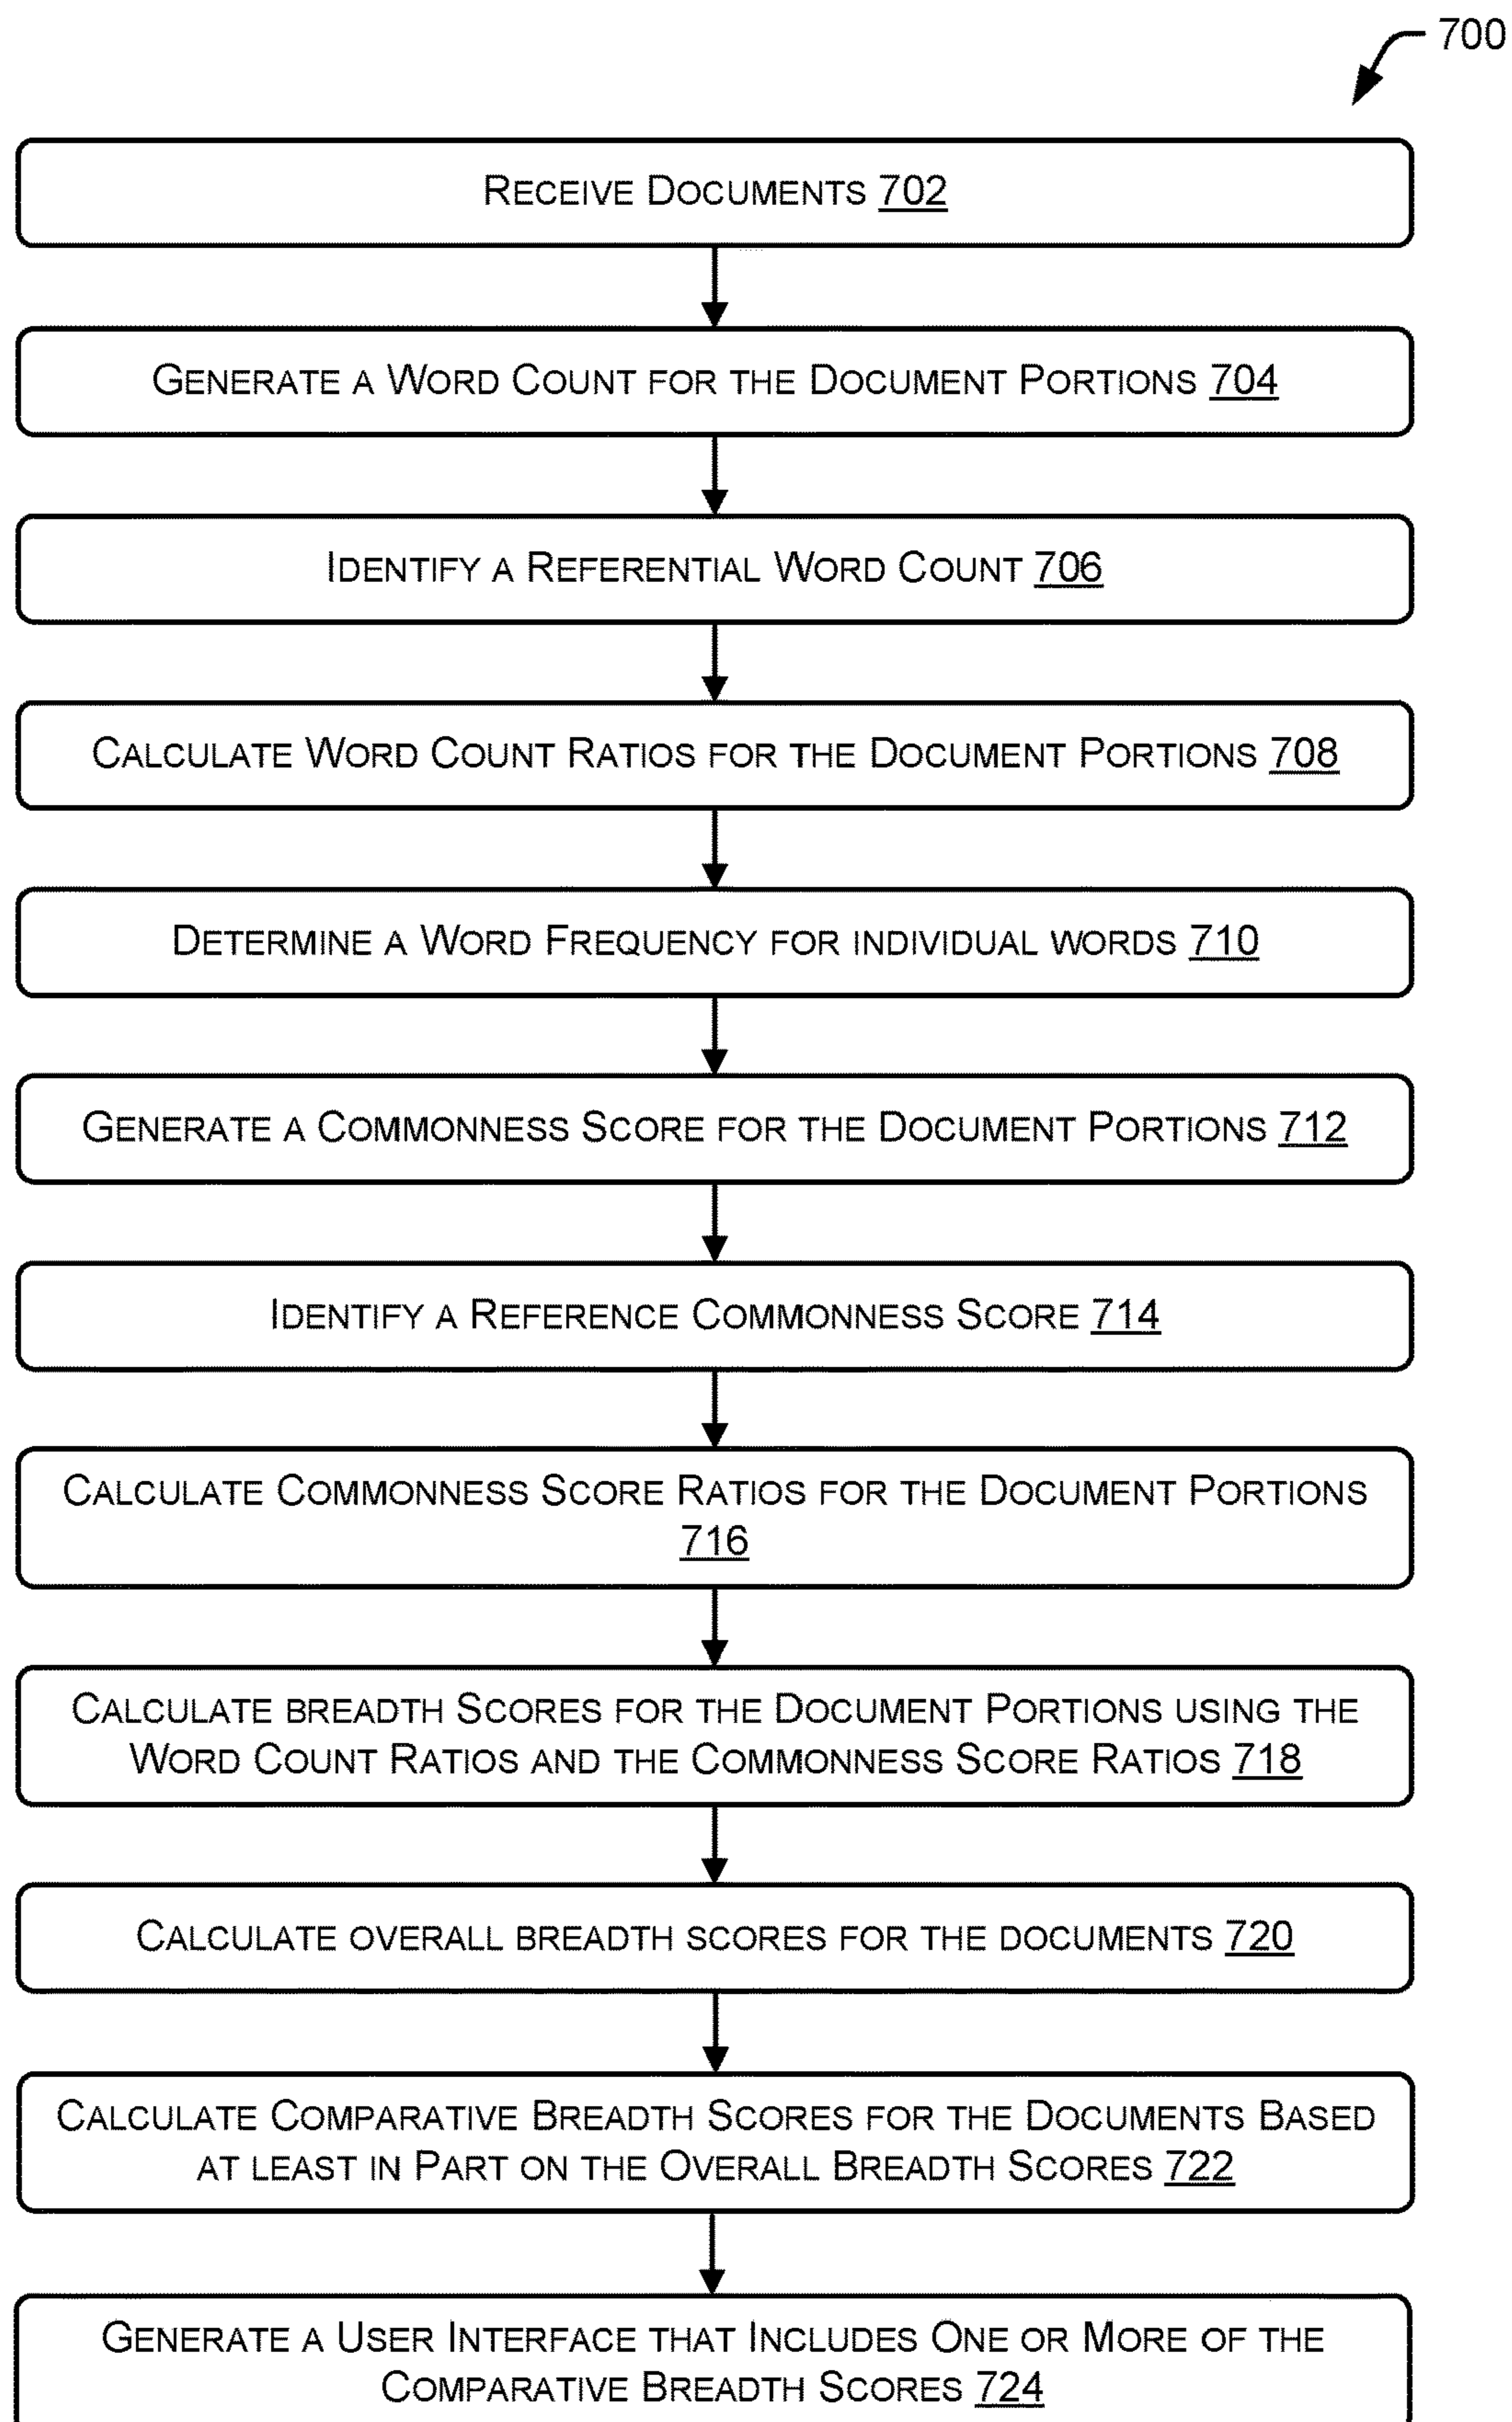 700
RECEIVE DOCUMENTS 702
GENERATE A WORD COUNT FOR THE DOCUMENT PORTIONS 704
IDENTIFY A REFERENTIAL WORD COUNT 706
CALCULATE WORD COUNT RATIOS FOR THE DOCUMENT PORTIONS 708
DETERMINE A WORD FREQUENCY FOR INDIVIDUAL WORDS 710
GENERATE A COMMONNESS SCORE FOR THE DOCUMENT PORTIONS 712
IDENTIFY A REFERENCE COMMONNESS SCORE 714
CALCULATE COMMONNESS SCORE RATIOS FOR THE DOCUMENT PORTIONS
716
CALCULATE BREADTH SCORES FOR THE DOCUMENT PORTIONS USING THE
WORD COUNT RATIOS AND THE COMMONNESS SCORE RATIOS 718
CALCULATE OVERALL BREADTH SCORES FOR THE DOCUMENTS 720
CALCULATE COMPARATIVE BREADTH SCORES FOR THE DOCUMENTS BASED
AT LEAST IN PART ON THE OVERALL BREADTH SCORES 722
GENERATE A USER INTERFACE THAT INCLUDES ONE OR MORE OF THE
COMPARATIVE BREADTH SCORES 724